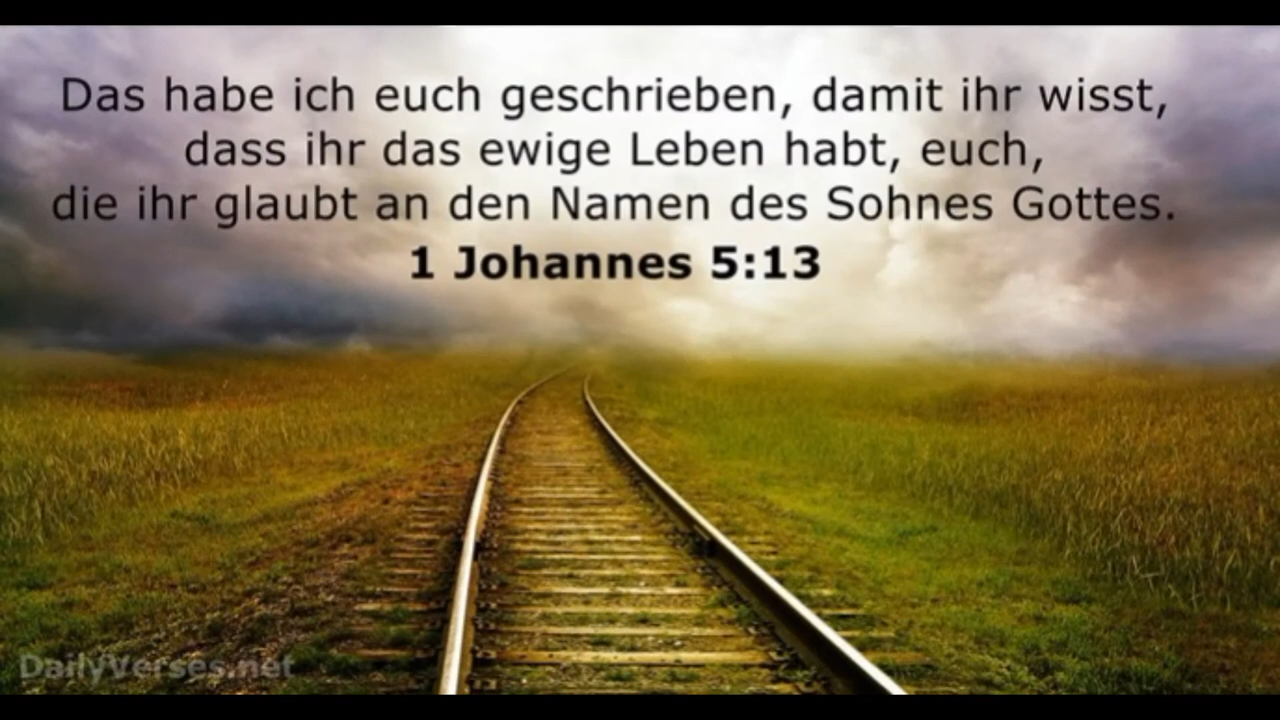 Das habe ich euch geschrieben, damit ihr wisst,
dass ihr das ewige Leben habt, euch,
die ihr glaubt an den Namen des Sohnes Gottes.
1 Johannes 5:13
DailyVerses.net